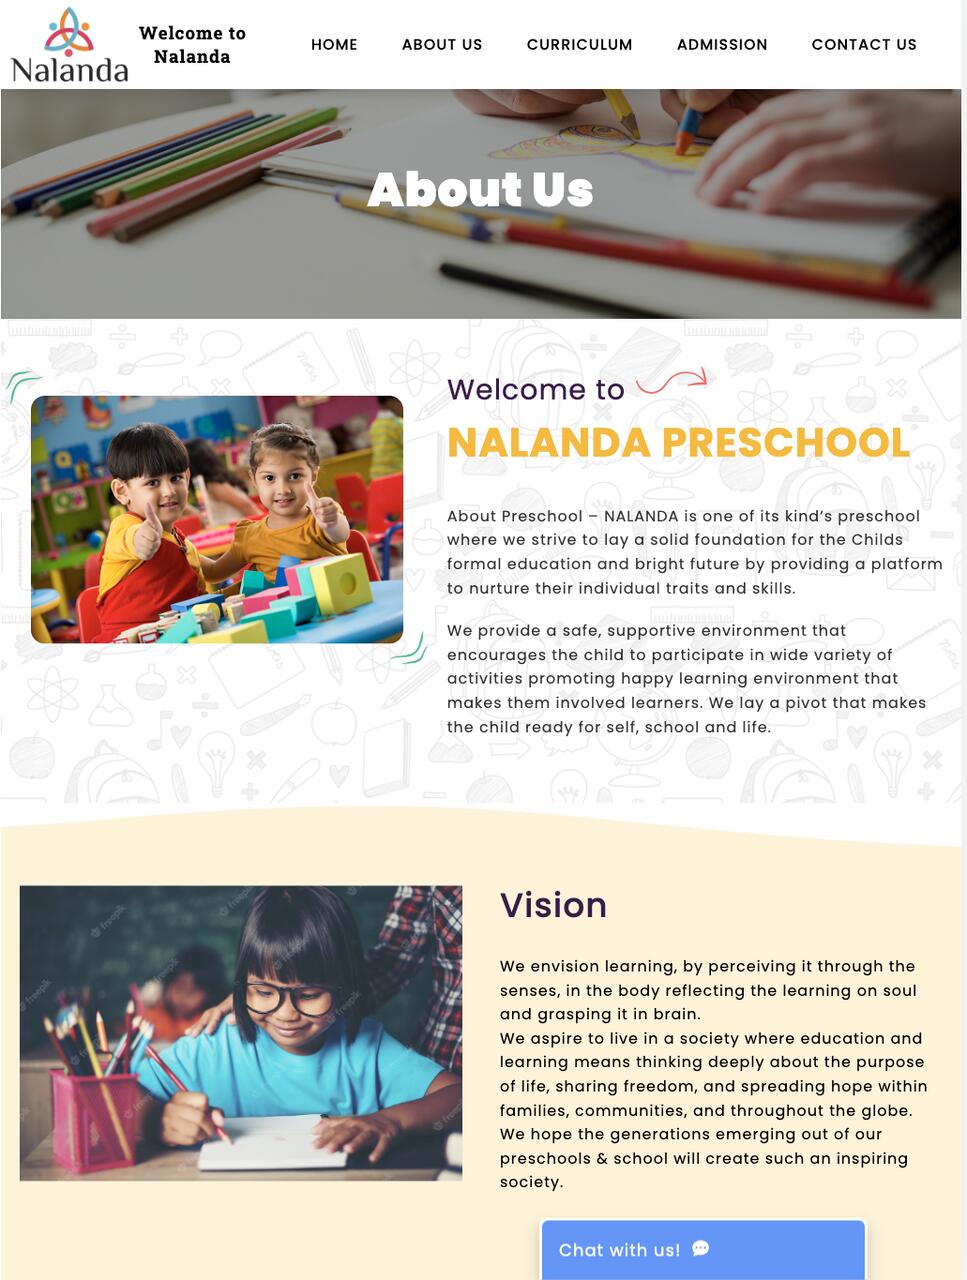 Nalanda
Welcome to
Nalanda
HOME
ABOUT US
CURRICULUM
ADMISSION
CONTACT US
About Us
Welcome to
NALANDA PRESCHOOL
About Preschool – NALANDA is one of its kind’s preschool
where we strive to lay a solid foundation for the Childs
formal education and bright future by providing a platform
to nurture their individual traits and skills.
We provide a safe, supportive environment that
encourages the child to participate in wide variety of
activities promoting happy learning environment that
makes them involved learners. We lay a pivot that makes
the child ready for self, school and life.
Vision
We envision learning, by perceiving it through the
senses, in the body reflecting the learning on soul
and grasping it in brain.
We aspire to live in a society where education and
learning means thinking deeply about the purpose
of life, sharing freedom, and spreading hope within
families, communities, and throughout the globe.
We hope the generations emerging out of our
preschools & school will create such an inspiring
society.
Chat with us!